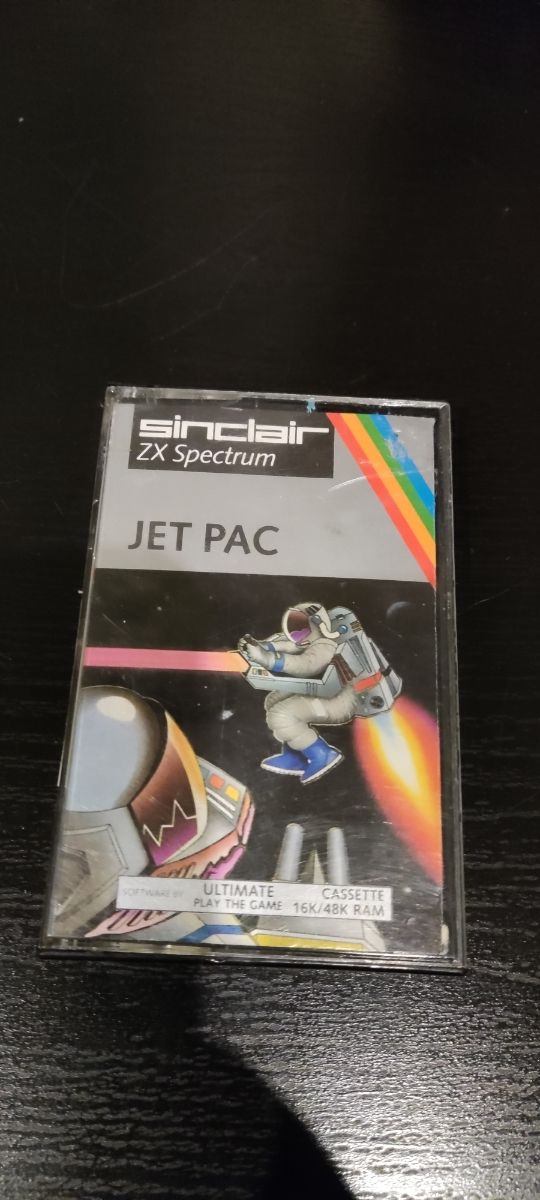 sinclair
ZX Spectrum
JET PAC
SOFTWARE BY ULTIMATE CASSETTE
PLAY THE GAME 16K/48K RAM